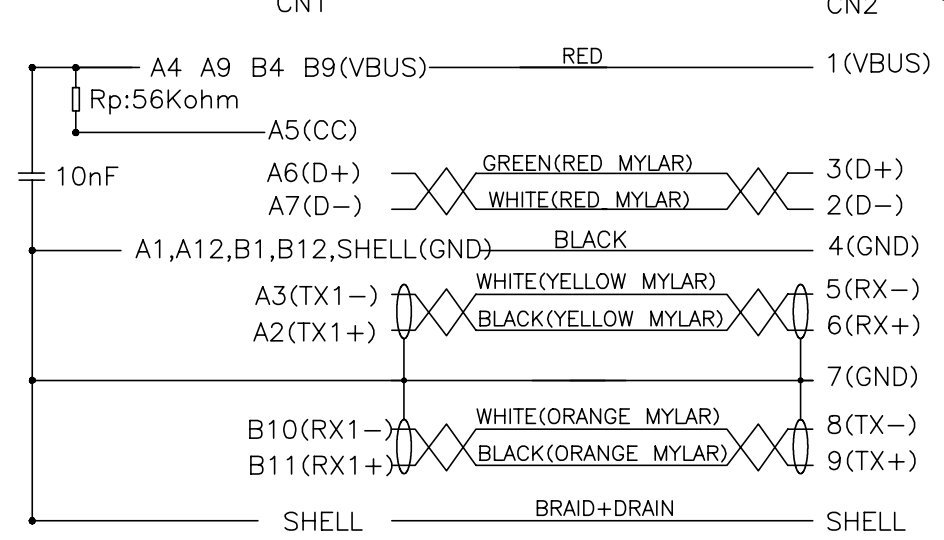 CN1 CN2
A4 A9 B4 B9(VBUS) RED 1(VBUS)
Rp:56Kohm
A5(CC)
10nF
A6(D+) GREEN(RED MYLAR) 3(D+)
A7(D-) WHITE(RED MYLAR) 2(D-)
A1,A12,B1,B12,SHELL(GND) BLACK 4(GND)
A3(TX1-) WHITE(YELLOW MYLAR) 5(RX-)
A2(TX1+) BLACK(YELLOW MYLAR) 6(RX+)
7(GND)
B10(RX1-) WHITE(ORANGE MYLAR) 8(TX-)
B11(RX1+) BLACK(ORANGE MYLAR) 9(TX+)
SHELL BRAID+DRAIN SHELL